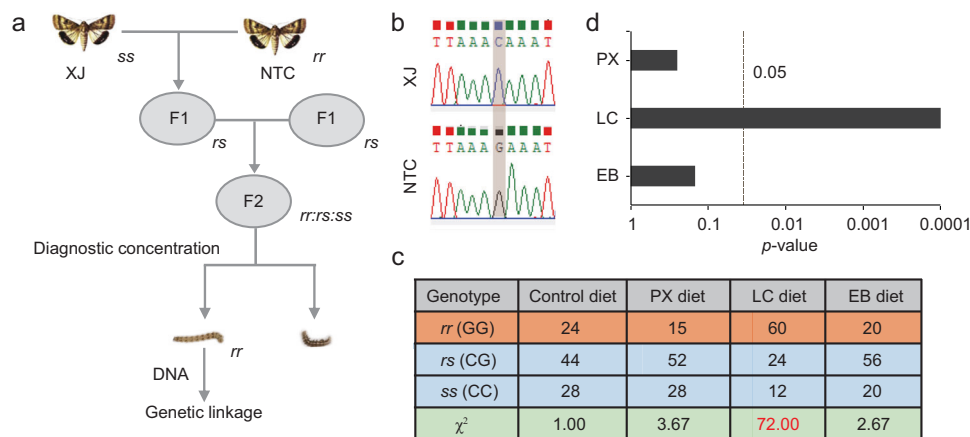 a
XJ
ss
NTC
rr
F1
rs
F1
rs
F2
rr:rs:ss
Diagnostic concentration
rr
DNA
Genetic linkage
b
XJ
T T A A A C A A A T
NTC
T T A A A G A A A T
d
PX
LC
EB
0.05
1 0.1 0.01 0.001 0.0001
p-value
c
Genotype Control diet PX diet LC diet EB diet
rr (GG) 24 15 60 20
rs (CG) 44 52 24 56
ss (CC) 28 28 12 20
χ² 1.00 3.67 72.00 2.67